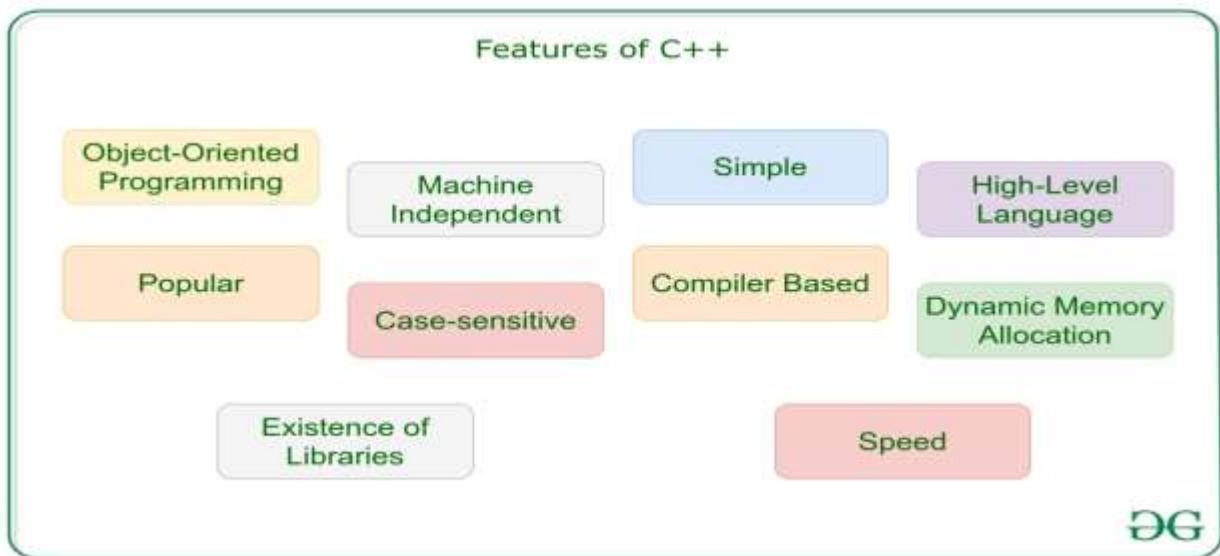 Features of C++
Object-Oriented
Programming
Machine
Independent
Simple
High-Level
Language
Popular
Case-sensitive
Compiler Based
Dynamic Memory
Allocation
Existence of
Libraries
Speed